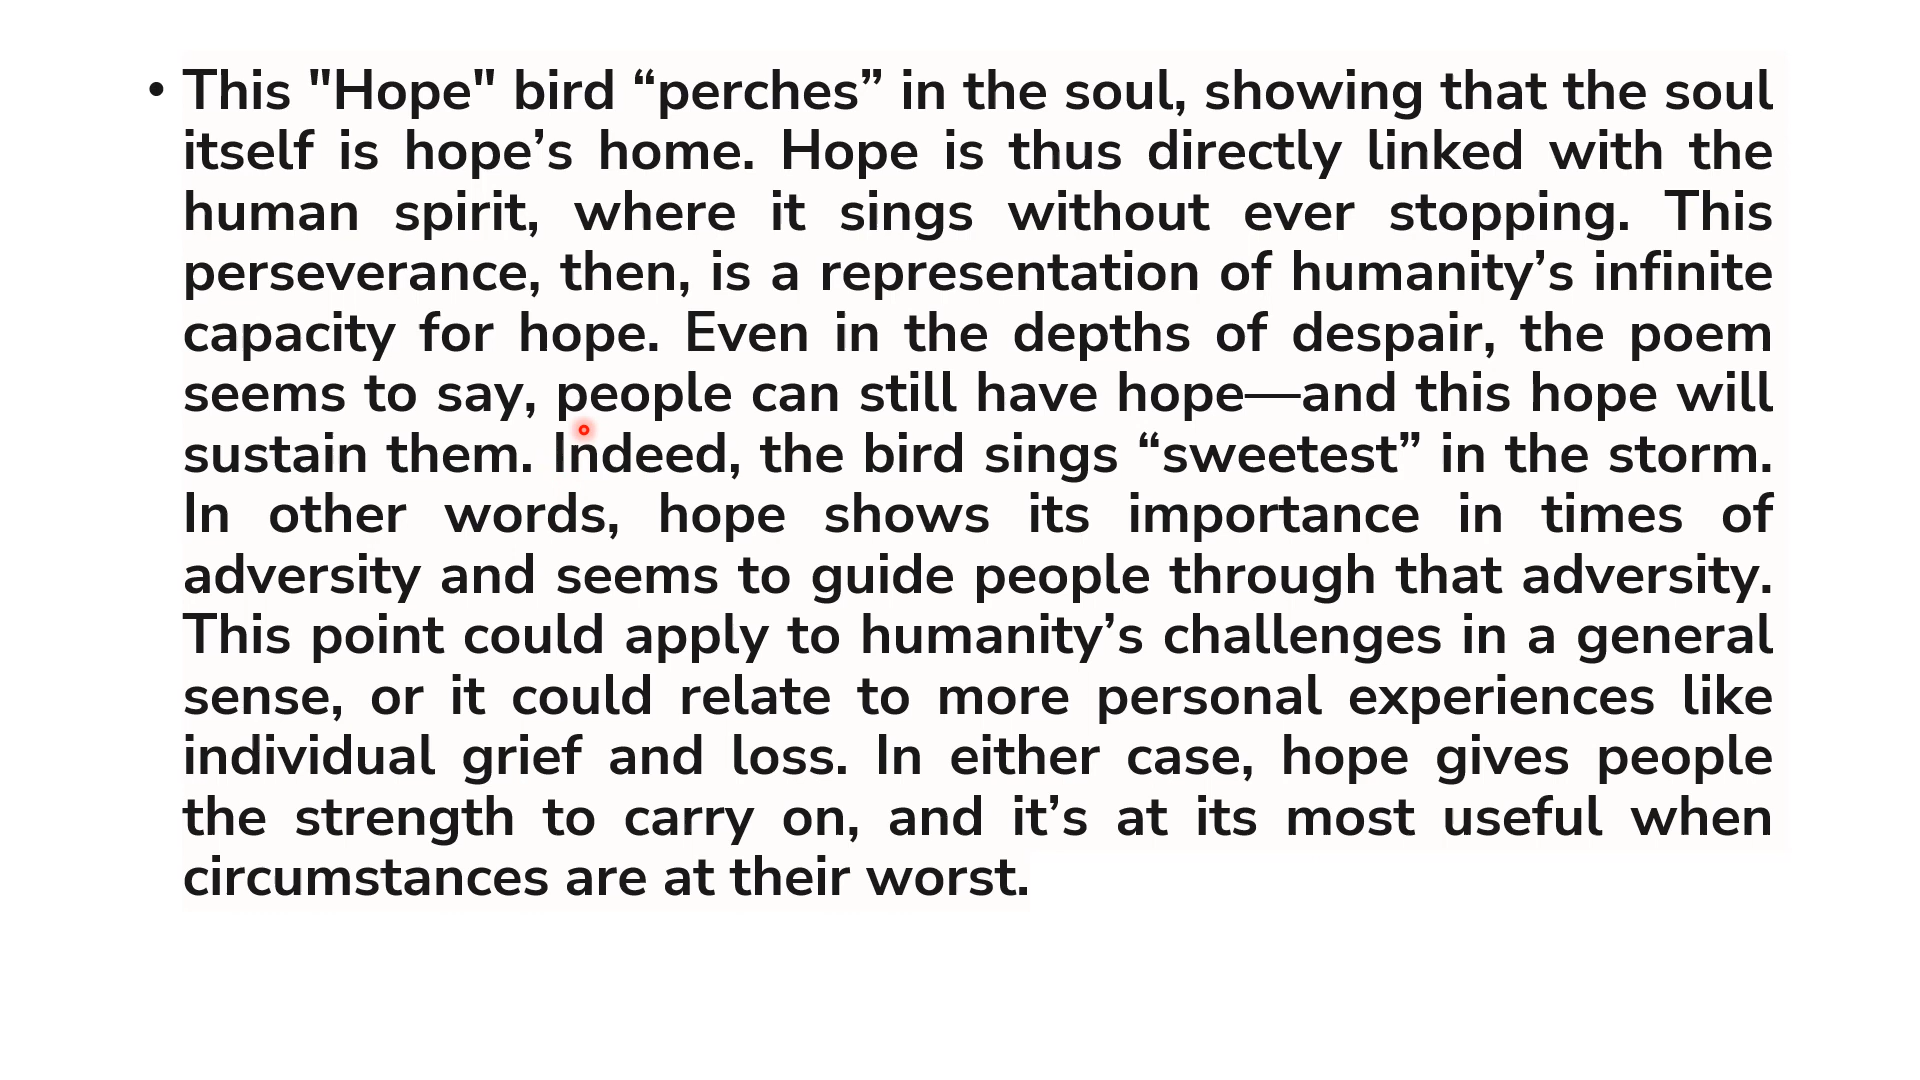 • This "Hope" bird “perches” in the soul, showing that the soul
itself is hope’s home. Hope is thus directly linked with the
human spirit, where it sings without ever stopping. This
perseverance, then, is a representation of humanity’s infinite
capacity for hope. Even in the depths of despair, the poem
seems to say, people can still have hope—and this hope will
sustain them. Indeed, the bird sings “sweetest” in the storm.
In other words, hope shows its importance in times of
adversity and seems to guide people through that adversity.
This point could apply to humanity’s challenges in a general
sense, or it could relate to more personal experiences like
individual grief and loss. In either case, hope gives people
the strength to carry on, and it’s at its most useful when
circumstances are at their worst.